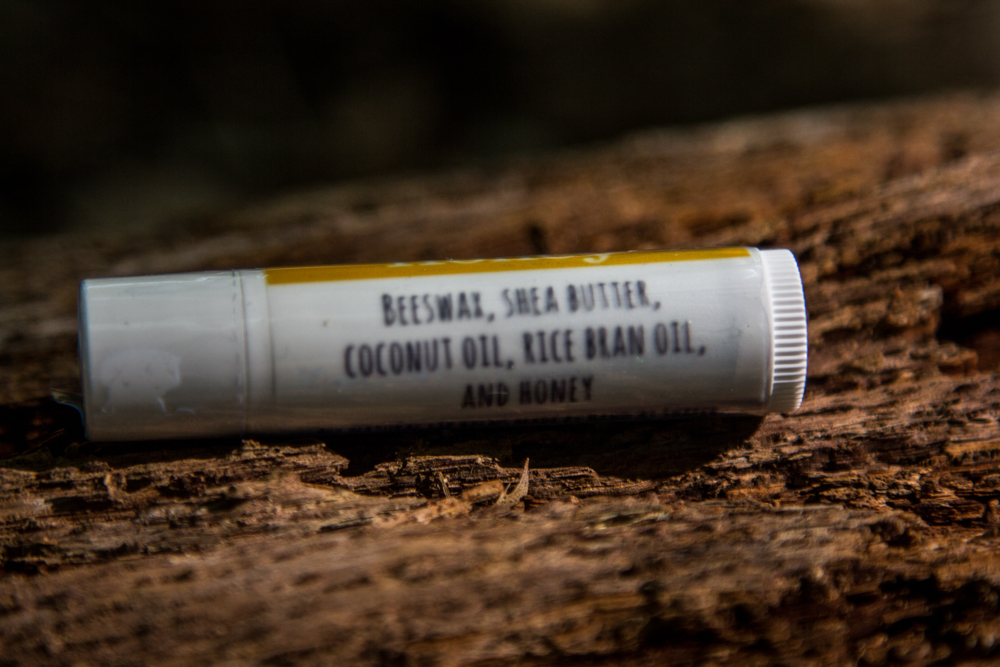 BEESWAX, SHEA BUTTER,
COCONUT OIL, RICE BRAN OIL,
AND HONEY